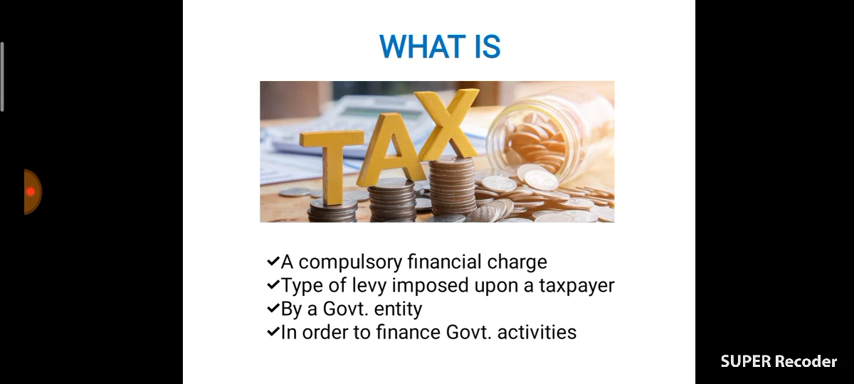 WHAT IS
TAX
✓A compulsory financial charge
✓Type of levy imposed upon a taxpayer
✓By a Govt. entity
✓In order to finance Govt. activities
SUPER Recoder